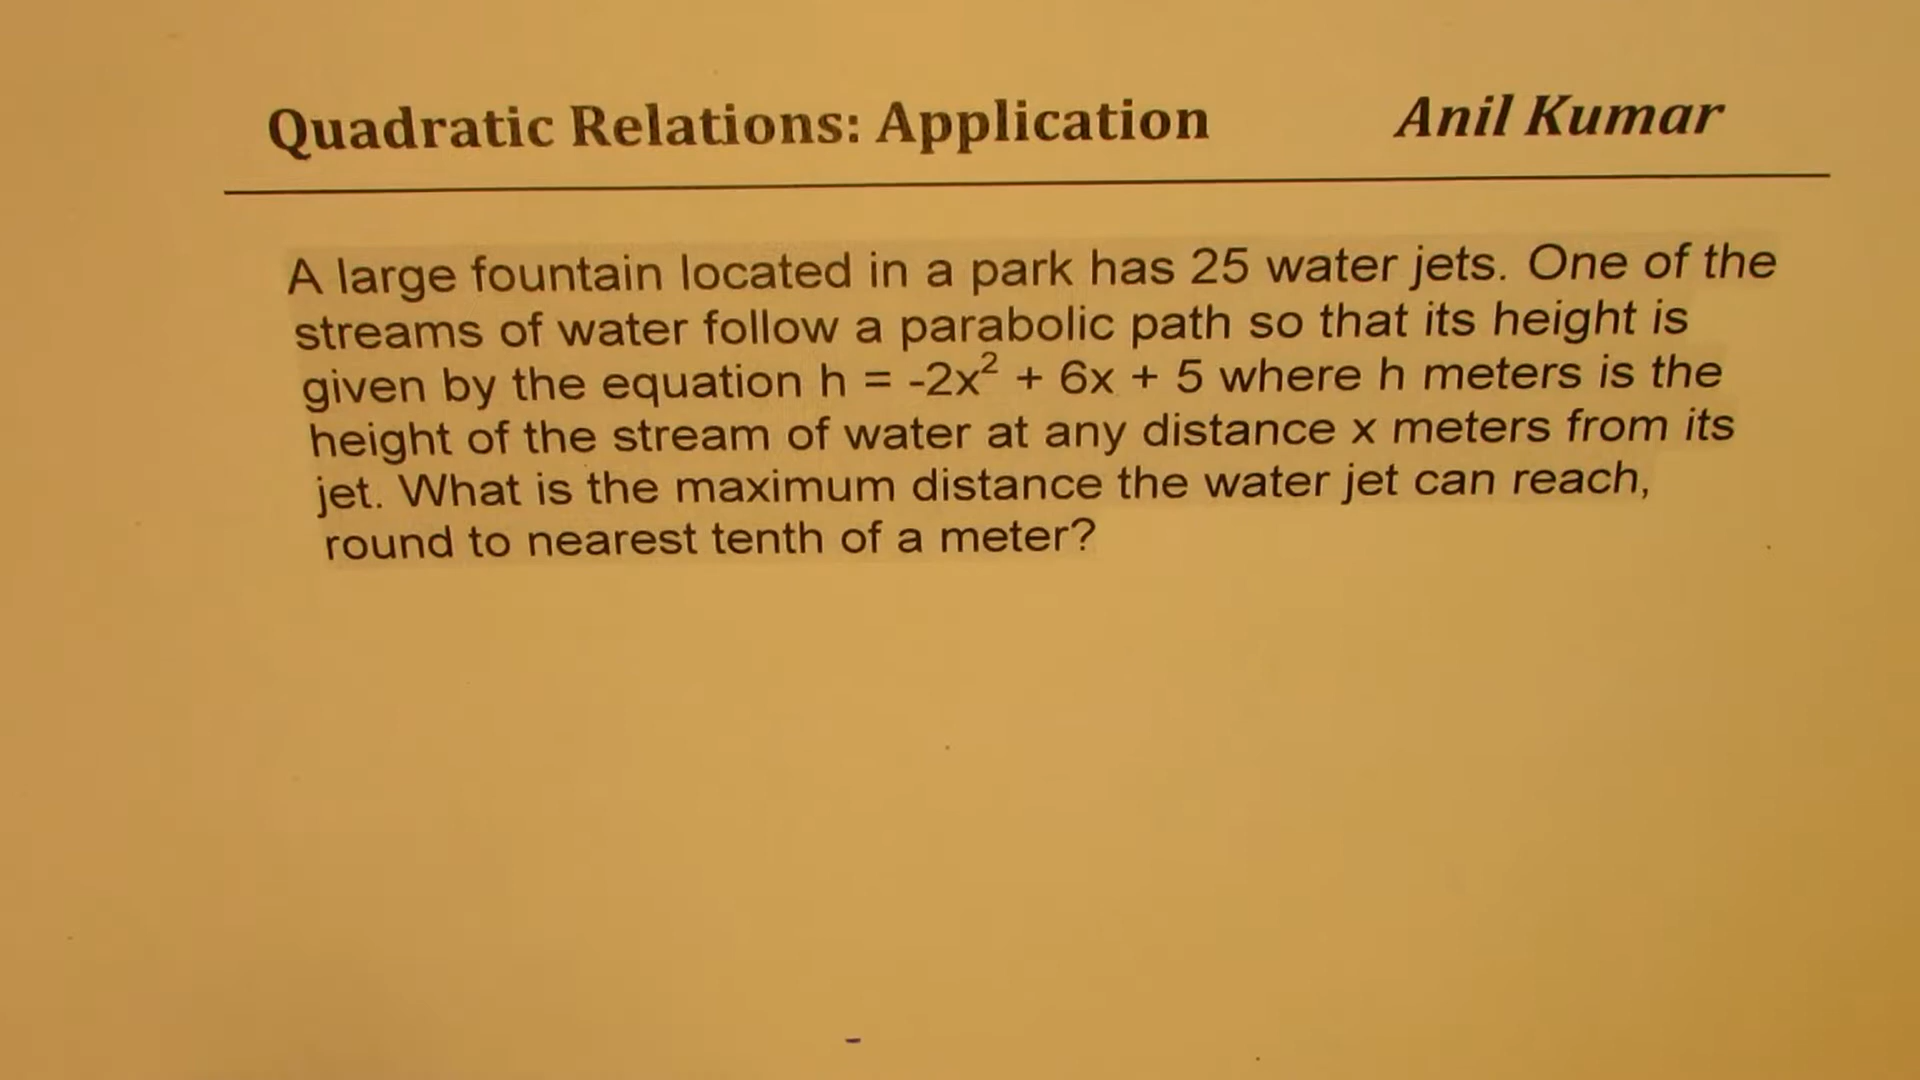 Quadratic Relations: Application Anil Kumar
A large fountain located in a park has 25 water jets. One of the
streams of water follow a parabolic path so that its height is
given by the equation h = -2x² + 6x + 5 where h meters is the
height of the stream of water at any distance x meters from its
jet. What is the maximum distance the water jet can reach,
round to nearest tenth of a meter?